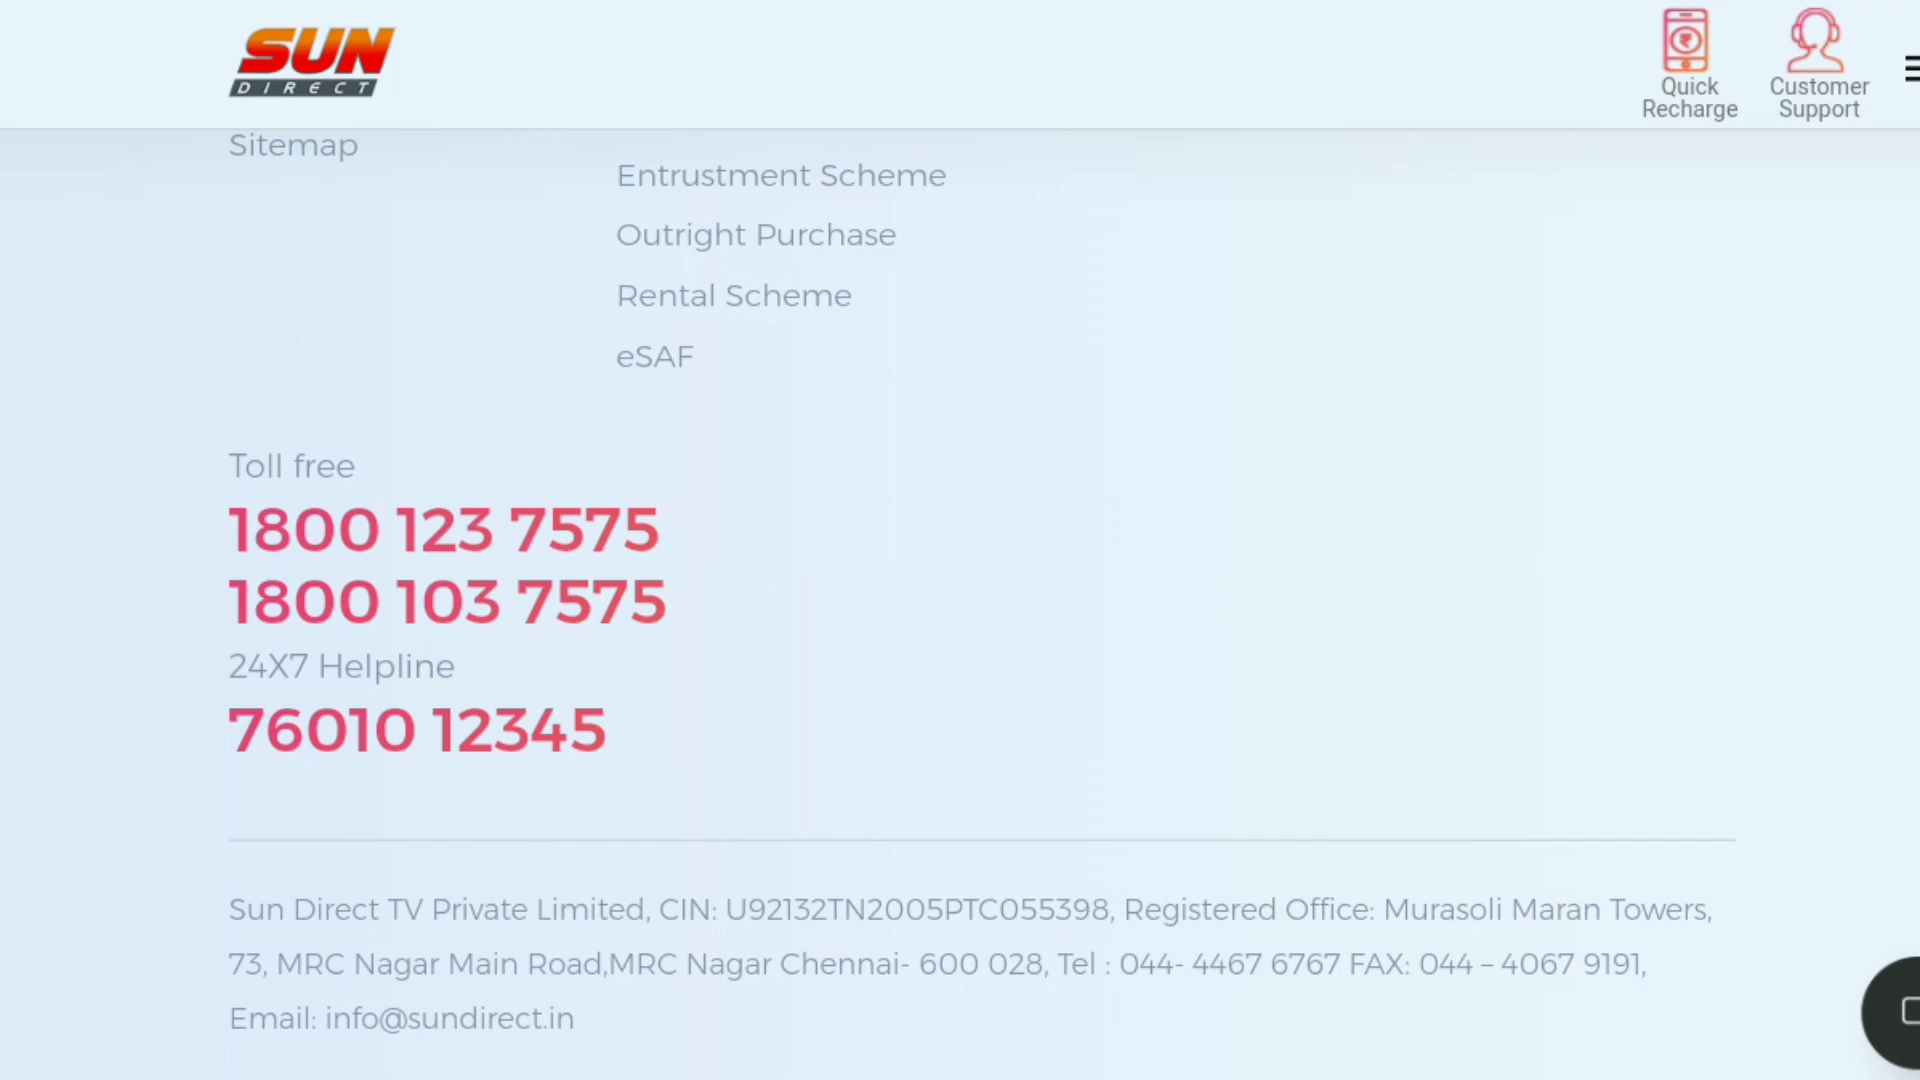 SUN
DIRECT
Quick
Recharge
Customer
Support
Sitemap
Entrustment Scheme
Outright Purchase
Rental Scheme
eSAF
Toll free
1800 123 7575
1800 103 7575
24X7 Helpline
76010 12345
Sun Direct TV Private Limited, CIN: U92132TN2005PTC055398, Registered Office: Murasoli Maran Towers,
73, MRC Nagar Main Road,MRC Nagar Chennai- 600 028, Tel : 044- 4467 6767 FAX: 044 – 4067 9191,
Email: info@sundirect.in